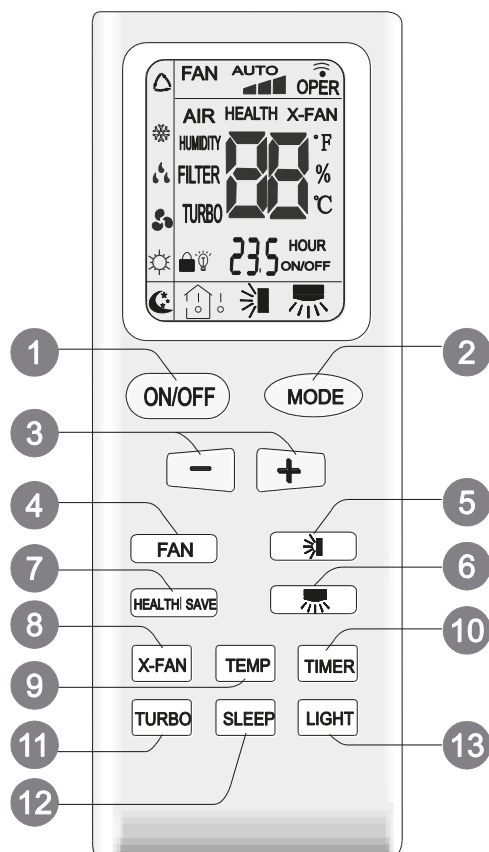 FAN AUTO OPER
AIR HEALTH X-FAN
HUMIDITY 88 °F
FILTER %
TURBO °C
23.5 HOUR
ON/OFF
1 2
ON/OFF MODE
3
- +
4 5
FAN
7 6
HEALTH SAVE
8 10
X-FAN TEMP TIMER
9
TURBO SLEEP LIGHT
11 13
12